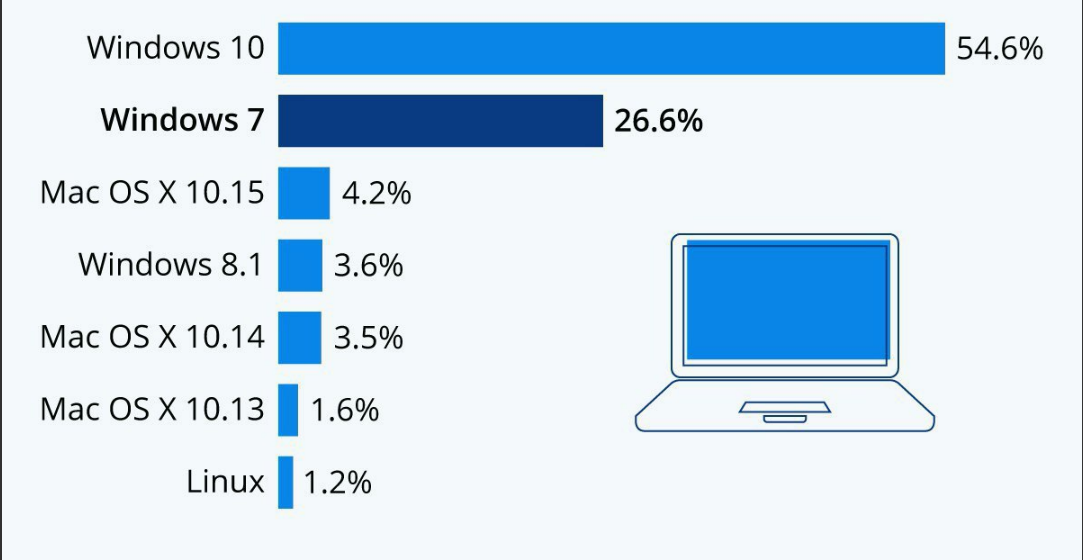 Windows 10 54.6%
Windows 7 26.6%
Mac OS X 10.15 4.2%
Windows 8.1 3.6%
Mac OS X 10.14 3.5%
Mac OS X 10.13 1.6%
Linux 1.2%